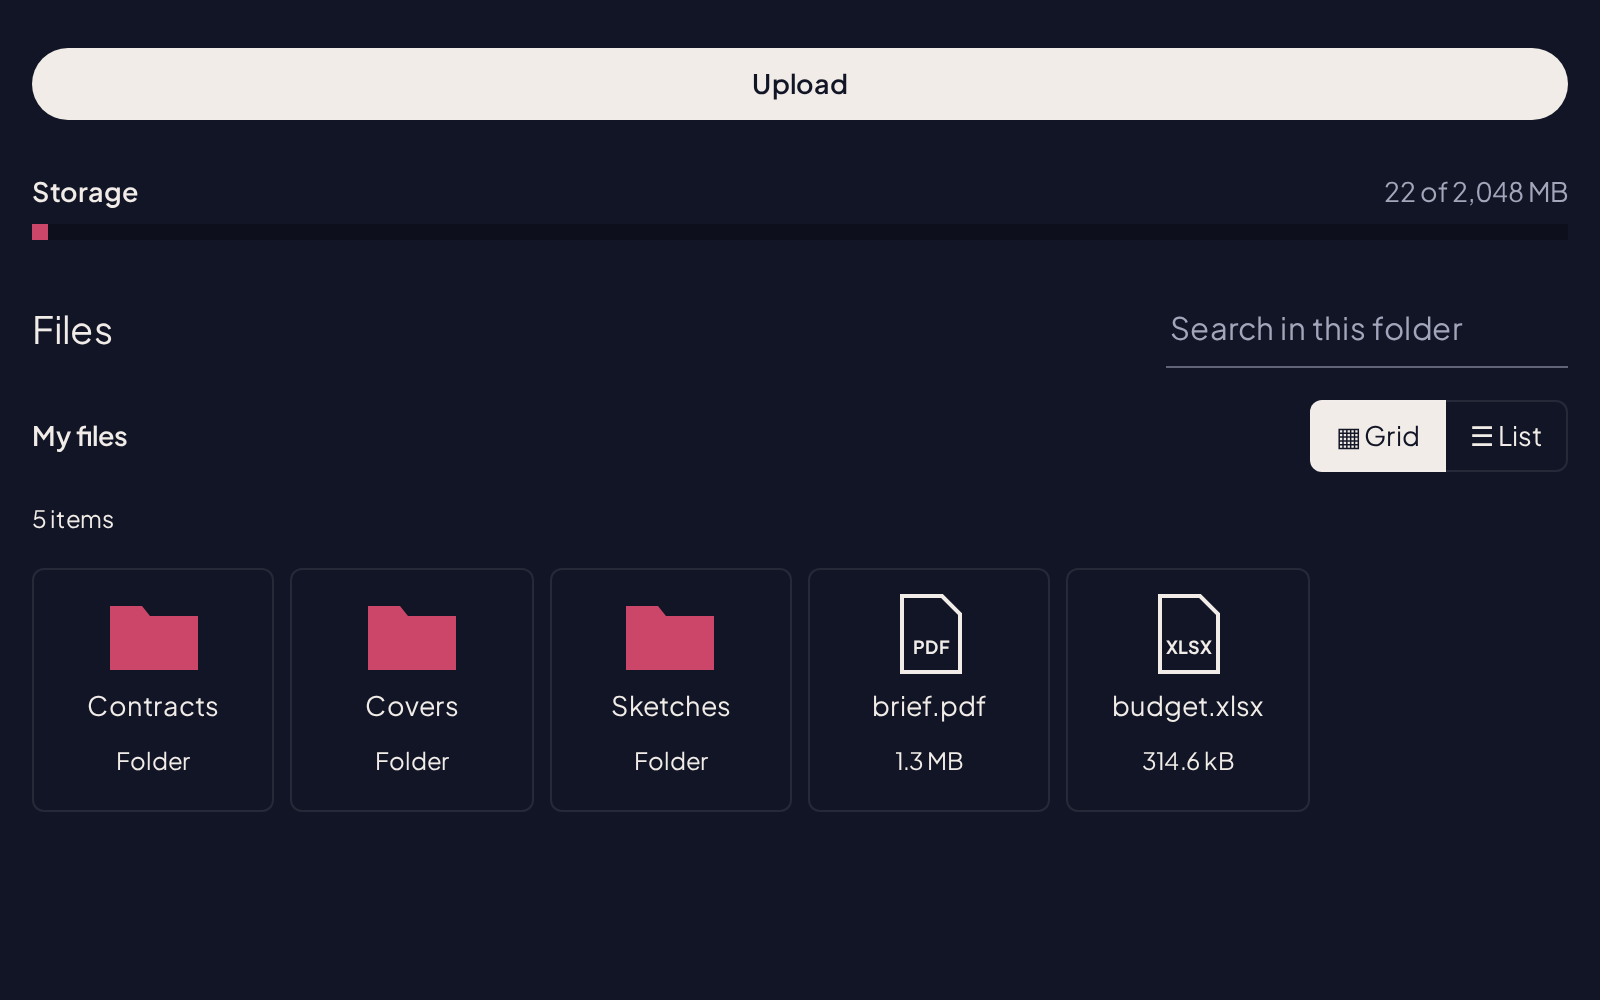 Upload
Storage
22 of 2,048 MB
Files
Search in this folder
My files
▦ Grid
☰ List
5 items
Contracts
Folder
Covers
Folder
Sketches
Folder
PDF
brief.pdf
1.3 MB
XLSX
budget.xlsx
314.6 kB